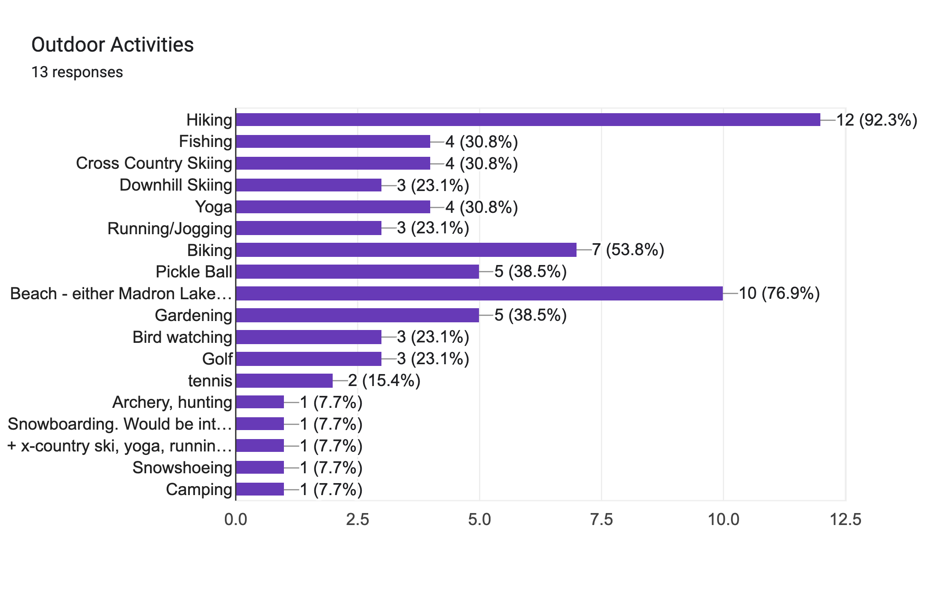 Outdoor Activities
13 responses
Hiking 12 (92.3%)
Fishing 4 (30.8%)
Cross Country Skiing 4 (30.8%)
Downhill Skiing 3 (23.1%)
Yoga 4 (30.8%)
Running/Jogging 3 (23.1%)
Biking 7 (53.8%)
Pickle Ball 5 (38.5%)
Beach - either Madron Lake… 10 (76.9%)
Gardening 5 (38.5%)
Bird watching 3 (23.1%)
Golf 3 (23.1%)
tennis 2 (15.4%)
Archery, hunting 1 (7.7%)
Snowboarding. Would be int… 1 (7.7%)
+ x-country ski, yoga, runnin… 1 (7.7%)
Snowshoeing 1 (7.7%)
Camping 1 (7.7%)
0.0 2.5 5.0 7.5 10.0 12.5